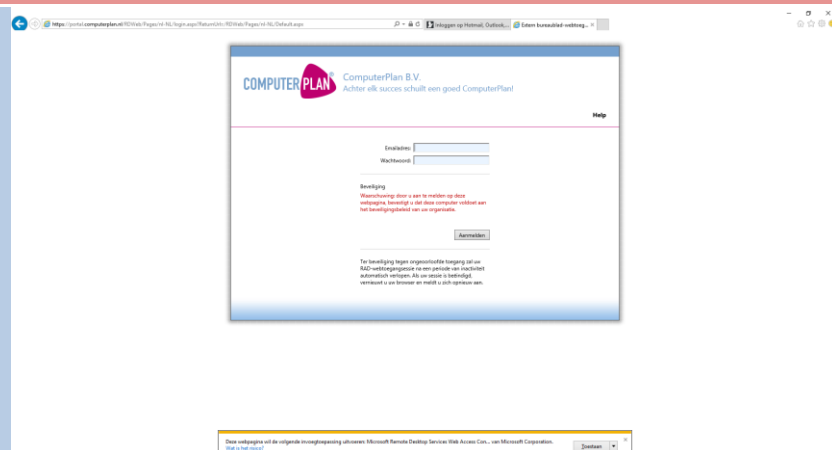 https://portal.computerplan.nl/RDWeb/Pages/nl-NL/login.aspx?ReturnUrl=/RDWeb/Pages/nl-NL/Default.aspx
Inloggen op Hotmail, Outlook,...
Extern bureaublad-webtoeg...
COMPUTER PLAN
ComputerPlan B.V.
Achter elk succes schuilt een goed ComputerPlan!
Help
Emailadres:
Wachtwoord:
Beveiliging
Waarschuwing: door u aan te melden op deze
webpagina, bevestigt u dat deze computer voldoet aan
het beveiligingsbeleid van uw organisatie.
Aanmelden
Ter beveiliging tegen ongeoorloofde toegang zal uw
RAD-webtoegangssessie na een periode van inactiviteit
automatisch verlopen. Als uw sessie is beëindigd,
vernieuwt u uw browser en meldt u zich opnieuw aan.
Deze webpagina wil de volgende invoegtoepassing uitvoeren: Microsoft Remote Desktop Services Web Access Con... van Microsoft Corporation.
Wat is het risico?
Toestaan